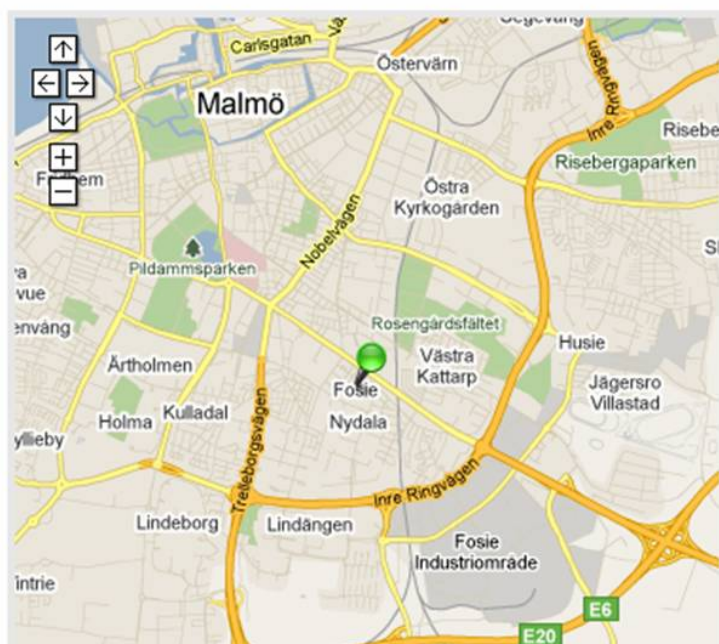 Carlsgatan
Östervärn
Malmö
Inre Ringvägen
Risebergaparken
Östra
Kyrkogården
Nobelvägen
Pildammsparken
Rosengårdsfältet
Husie
Ärtholmen
Västra
Kattarp
Fosie
Jägersro
Villastad
Holma
Kulladal
Nydala
Trelleborgsvägen
Inre Ringvägen
Lindeborg
Lindängen
Fosie
Industriområde
E6
E20